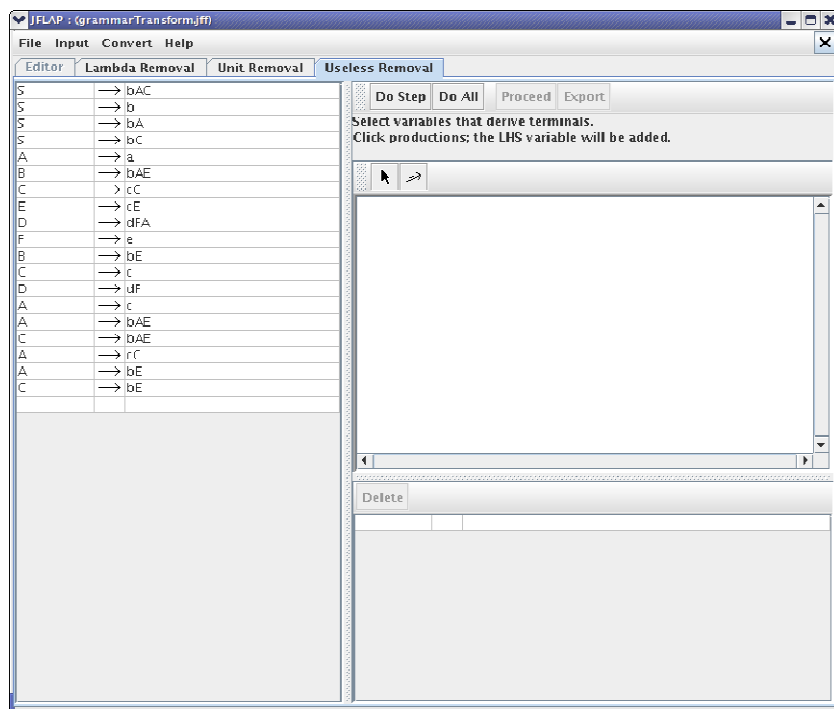 JFLAP : (grammarTransform.jff)
File Input Convert Help
Editor Lambda Removal Unit Removal Useless Removal
S → bAC
S → b
S → bA
S → bC
A → a
B → bAE
C → cC
E → cE
D → dFA
F → e
B → bE
C → c
D → dF
A → c
A → bAE
C → bAE
A → cC
A → bE
C → bE
Do Step Do All Proceed Export
Select variables that derive terminals.
Click productions; the LHS variable will be added.
Delete